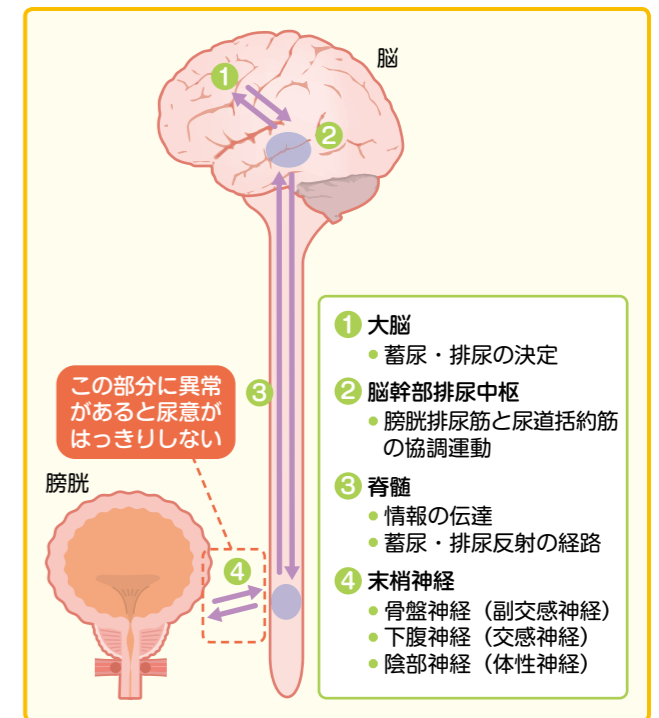 脳
1
2
この部分に異常
があると尿意が
はっきりしない
3
膀胱
4
1 大脳
• 蓄尿・排尿の決定
2 脳幹部排尿中枢
• 膀胱排尿筋と尿道括約筋
の協調運動
3 脊髄
• 情報の伝達
• 蓄尿・排尿反射の経路
4 末梢神経
• 骨盤神経（副交感神経）
• 下腹神経（交感神経）
• 陰部神経（体性神経）